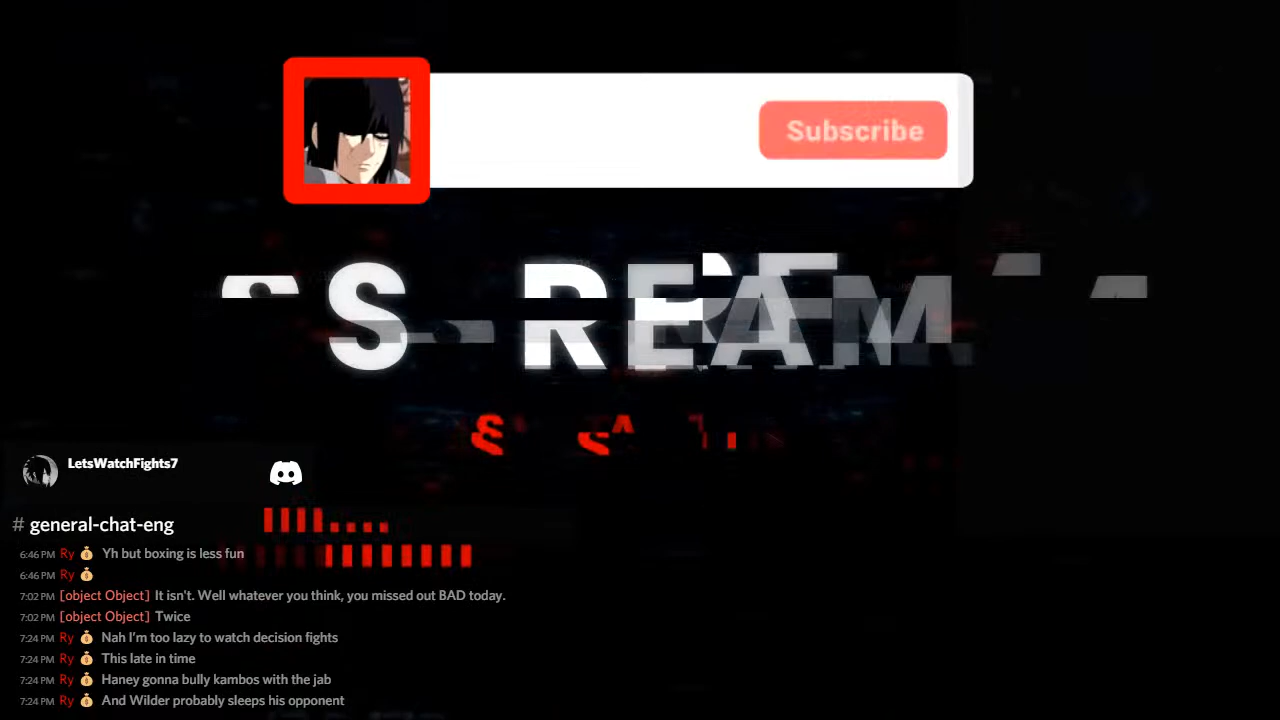 Subscribe
S REAM
LetsWatchFights7
# general-chat-eng
6:46 PM Ry 💰 Yh but boxing is less fun
6:46 PM Ry 💰
7:02 PM [object Object] It isn't. Well whatever you think, you missed out BAD today.
7:02 PM [object Object] Twice
7:24 PM Ry 💰 Nah I'm too lazy to watch decision fights
7:24 PM Ry 💰 This late in time
7:24 PM Ry 💰 Haney gonna bully kambos with the jab
7:24 PM Ry 💰 And Wilder probably sleeps his opponent